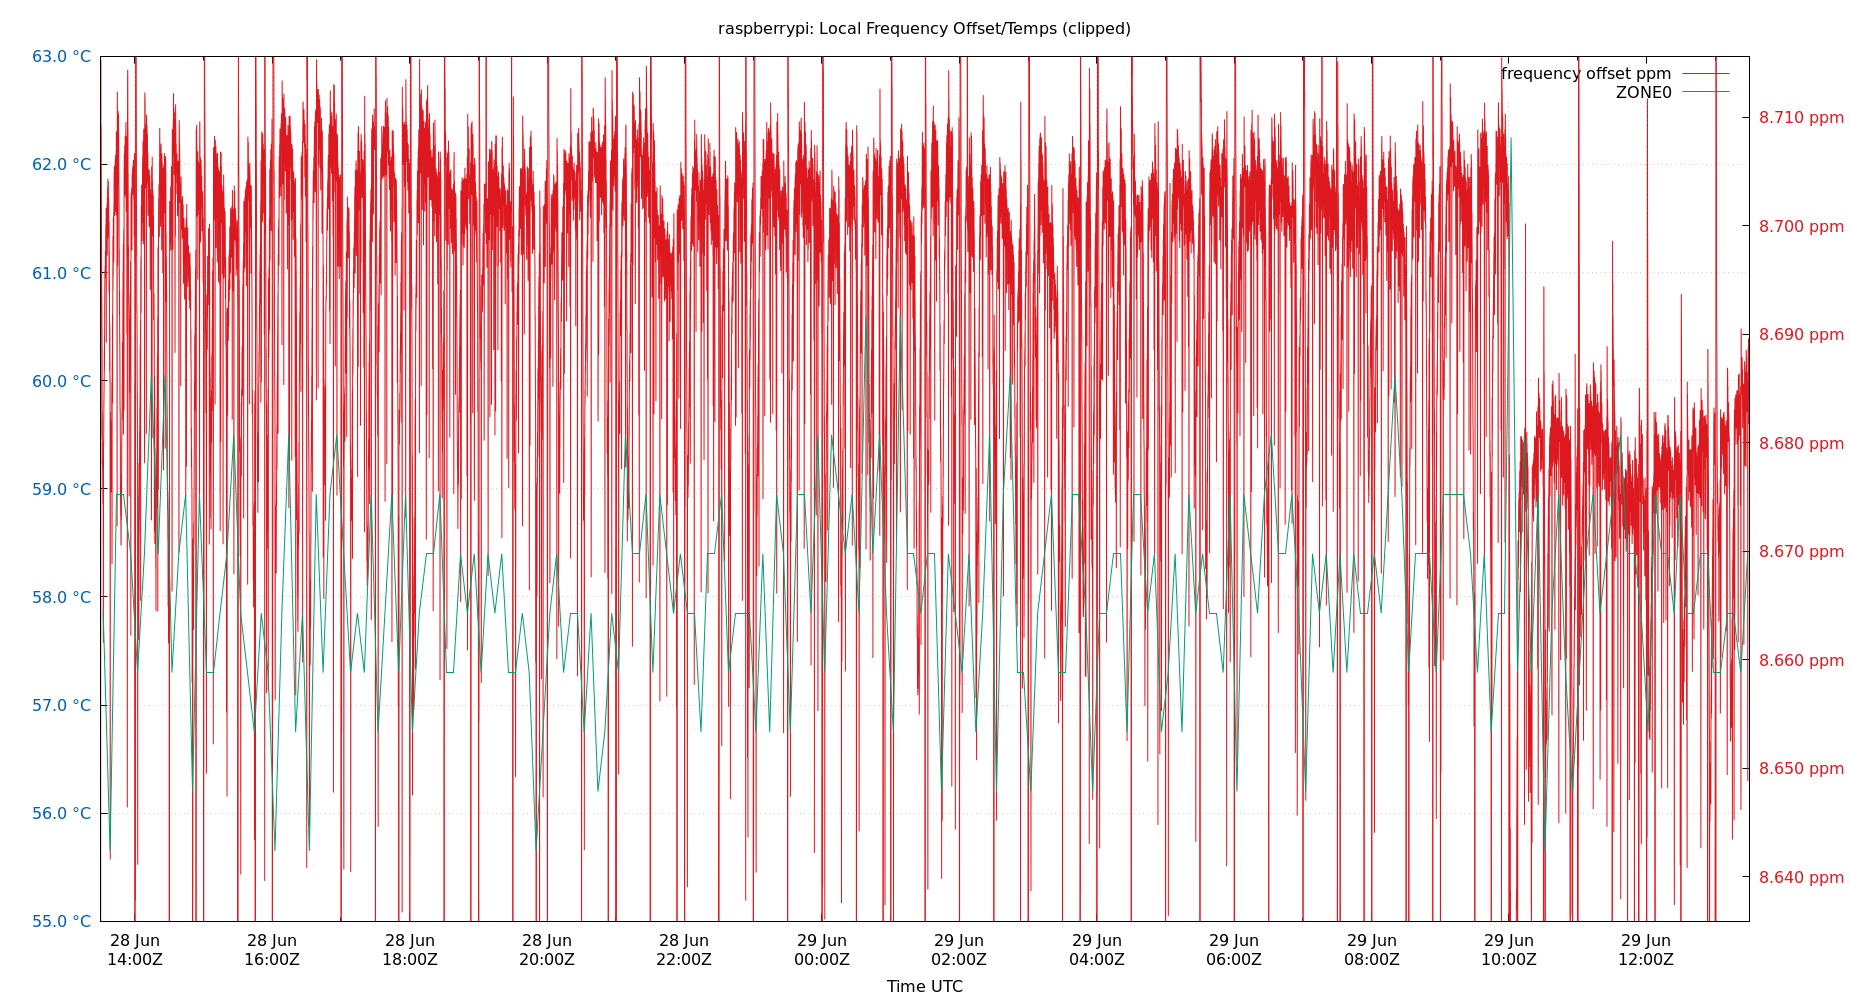 raspberrypi: Local Frequency Offset/Temps (clipped)
63.0 °C
62.0 °C
61.0 °C
60.0 °C
59.0 °C
58.0 °C
57.0 °C
56.0 °C
55.0 °C
frequency offset ppm
ZONE0
8.710 ppm
8.700 ppm
8.690 ppm
8.680 ppm
8.670 ppm
8.660 ppm
8.650 ppm
8.640 ppm
28 Jun 28 Jun 28 Jun 28 Jun 28 Jun 29 Jun 29 Jun 29 Jun 29 Jun 29 Jun 29 Jun 29 Jun
14:00Z 16:00Z 18:00Z 20:00Z 22:00Z 00:00Z 02:00Z 04:00Z 06:00Z 08:00Z 10:00Z 12:00Z
Time UTC